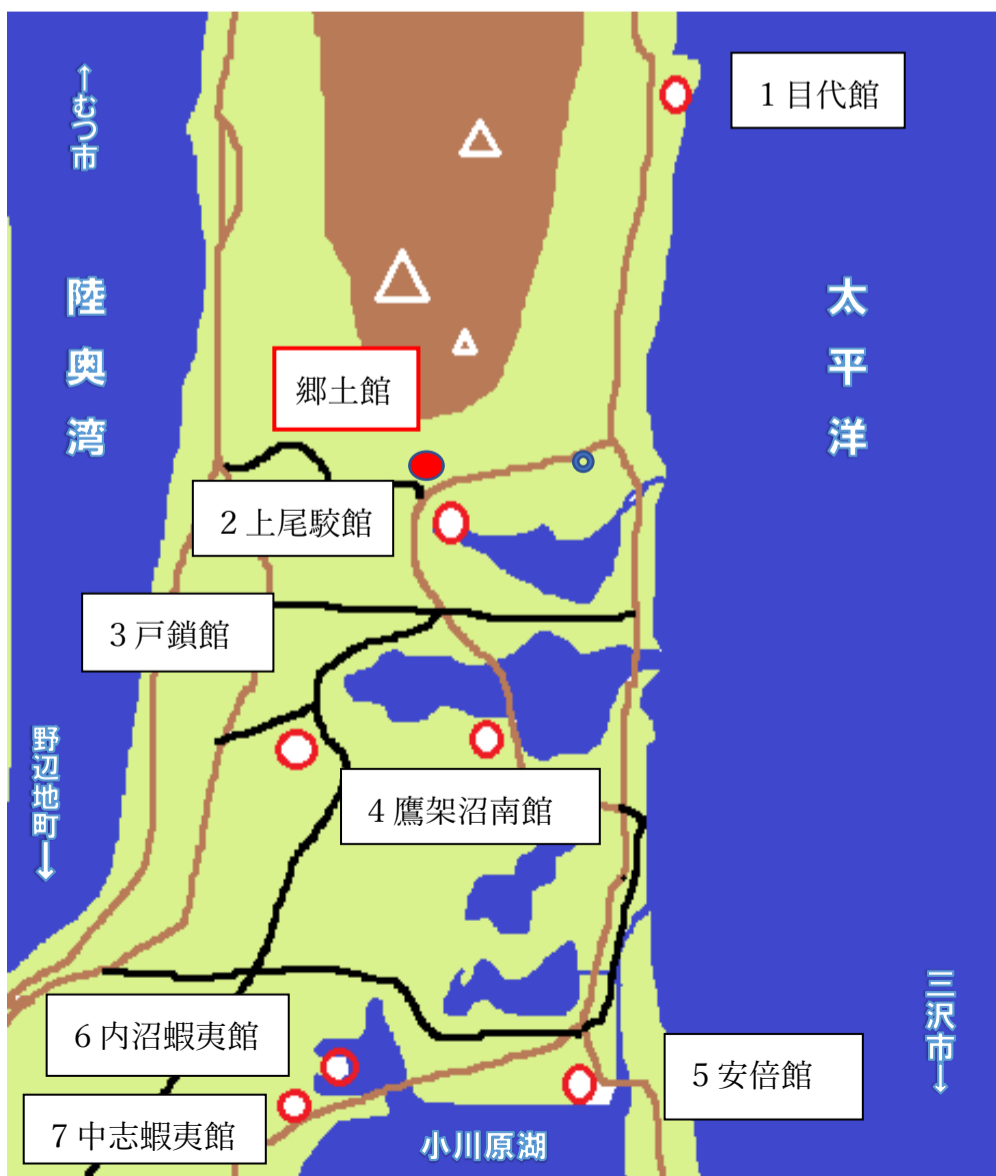 1目代館
↑むつ市
陸奥湾
太平洋
郷土館
2上尾駮館
3戸鎖館
野辺地町↓
4鷹架沼南館
三沢市↓
6内沼蝦夷館
5安倍館
7中志蝦夷館
小川原湖